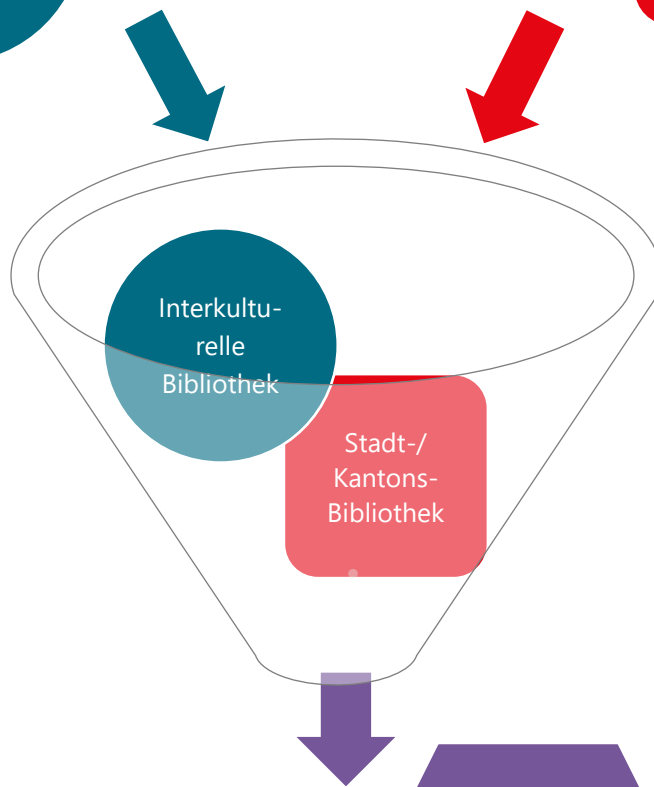 Interkultu-
relle
Bibliothek
Stadt-/
Kantons-
Bibliothek